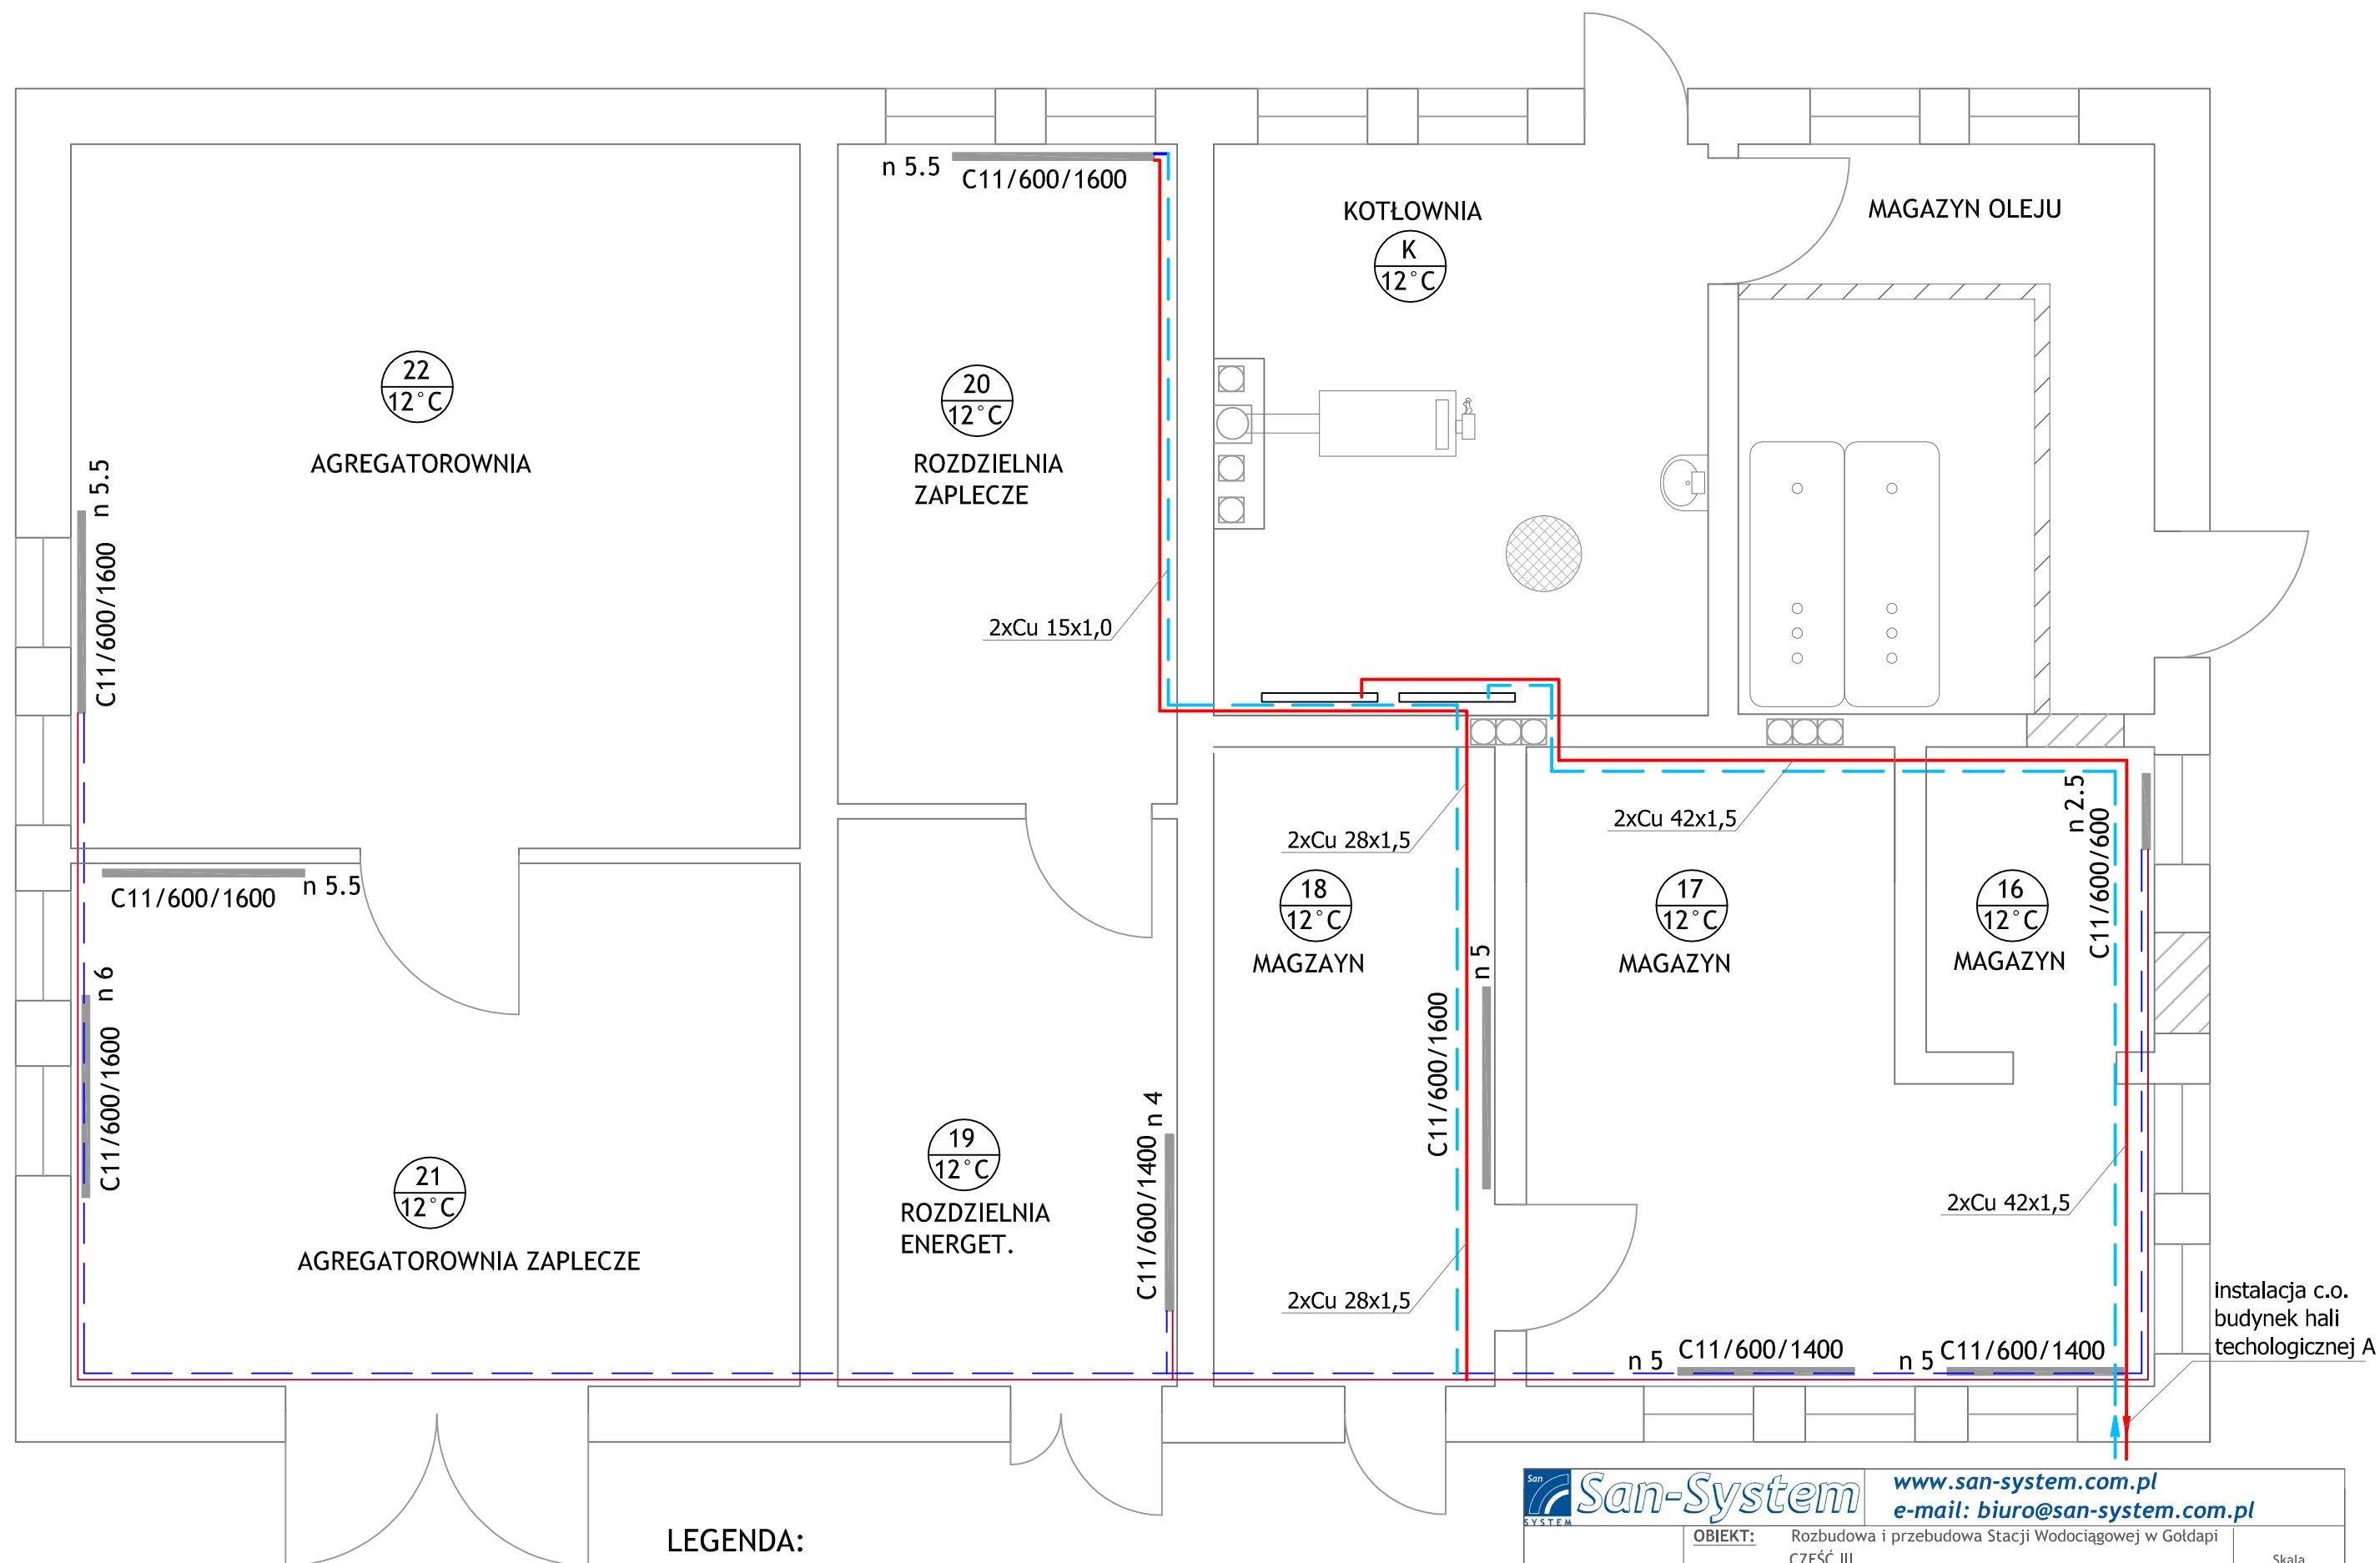 n 5.5
C11/600/1600
KOTŁOWNIA
K
12°C
MAGAZYN OLEJU
22
12°C
AGREGATOROWNIA
20
12°C
ROZDZIELNIA
ZAPLECZE
n 5.5
C11/600/1600
2xCu 15x1,0
2xCu 28x1,5
2xCu 42x1,5
n 2.5
C11/600/600
C11/600/1600
n 5.5
18
12°C
MAGZAYN
17
12°C
MAGAZYN
16
12°C
MAGAZYN
n 6
C11/600/1600
n 5
C11/600/1600
n 4
C11/600/1400
19
12°C
ROZDZIELNIA
ENERGET.
21
12°C
AGREGATOROWNIA ZAPLECZE
2xCu 42x1,5
2xCu 28x1,5
instalacja c.o.
budynek hali
techologicznej A
n 5
C11/600/1400
n 5
C11/600/1400
LEGENDA:
San
SYSTEM
San-System
www.san-system.com.pl
e-mail: biuro@san-system.com.pl
OBIEKT:
Rozbudowa i przebudowa Stacji Wodociągowej w Gołdapi
CZĘŚĆ III
Skala